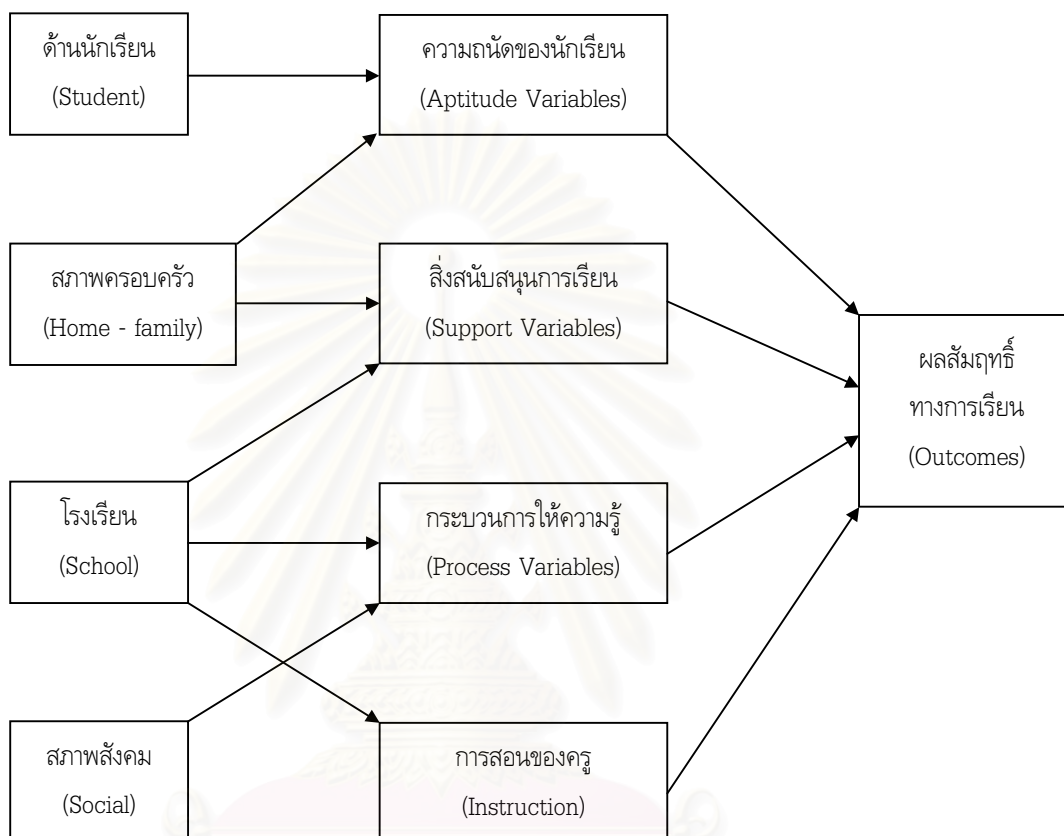 ด้านนักเรียน
(Student)
ความถนัดของนักเรียน
(Aptitude Variables)
สภาพครอบครัว
(Home - family)
สิ่งสนับสนุนการเรียน
(Support Variables)
ผลสัมฤทธิ์
ทางการเรียน
(Outcomes)
โรงเรียน
(School)
กระบวนการให้ความรู้
(Process Variables)
สภาพสังคม
(Social)
การสอนของครู
(Instruction)